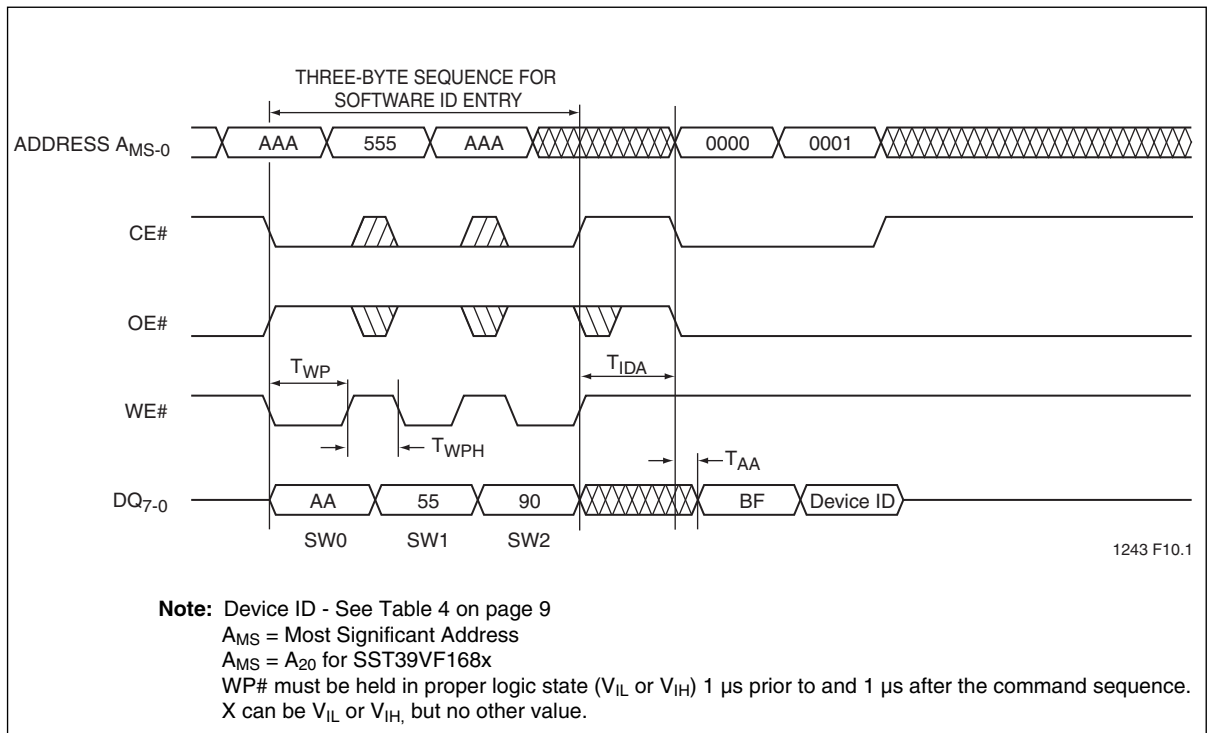 THREE-BYTE SEQUENCE FOR
SOFTWARE ID ENTRY
ADDRESS AMS-0 AAA 555 AAA 0000 0001
CE#
OE#
TWP TIDA
WE#
TWPH TAA
DQ7-0 AA 55 90 BF Device ID
SW0 SW1 SW2
1243 F10.1
Note: Device ID - See Table 4 on page 9
AMS = Most Significant Address
AMS = A20 for SST39VF168x
WP# must be held in proper logic state (VIL or VIH) 1 µs prior to and 1 µs after the command sequence.
X can be VIL or VIH, but no other value.